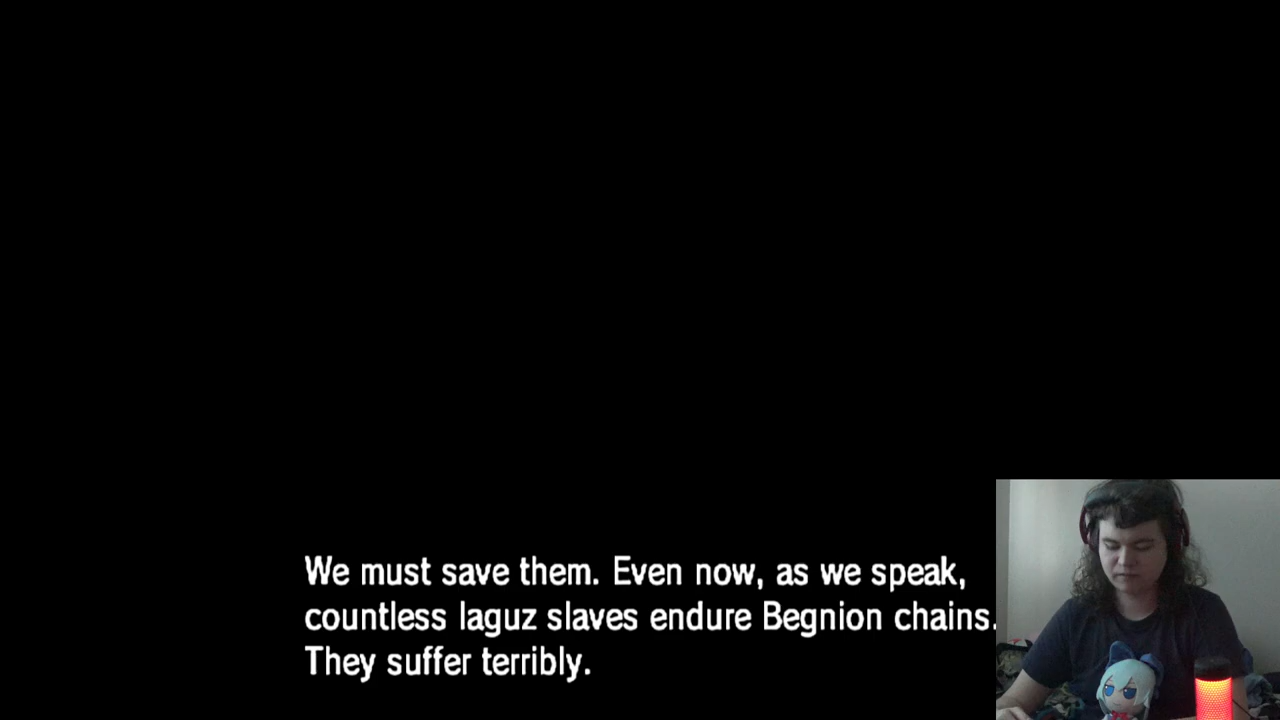 We must save them. Even now, as we speak,
countless laguz slaves endure Begnion chains.
They suffer terribly.